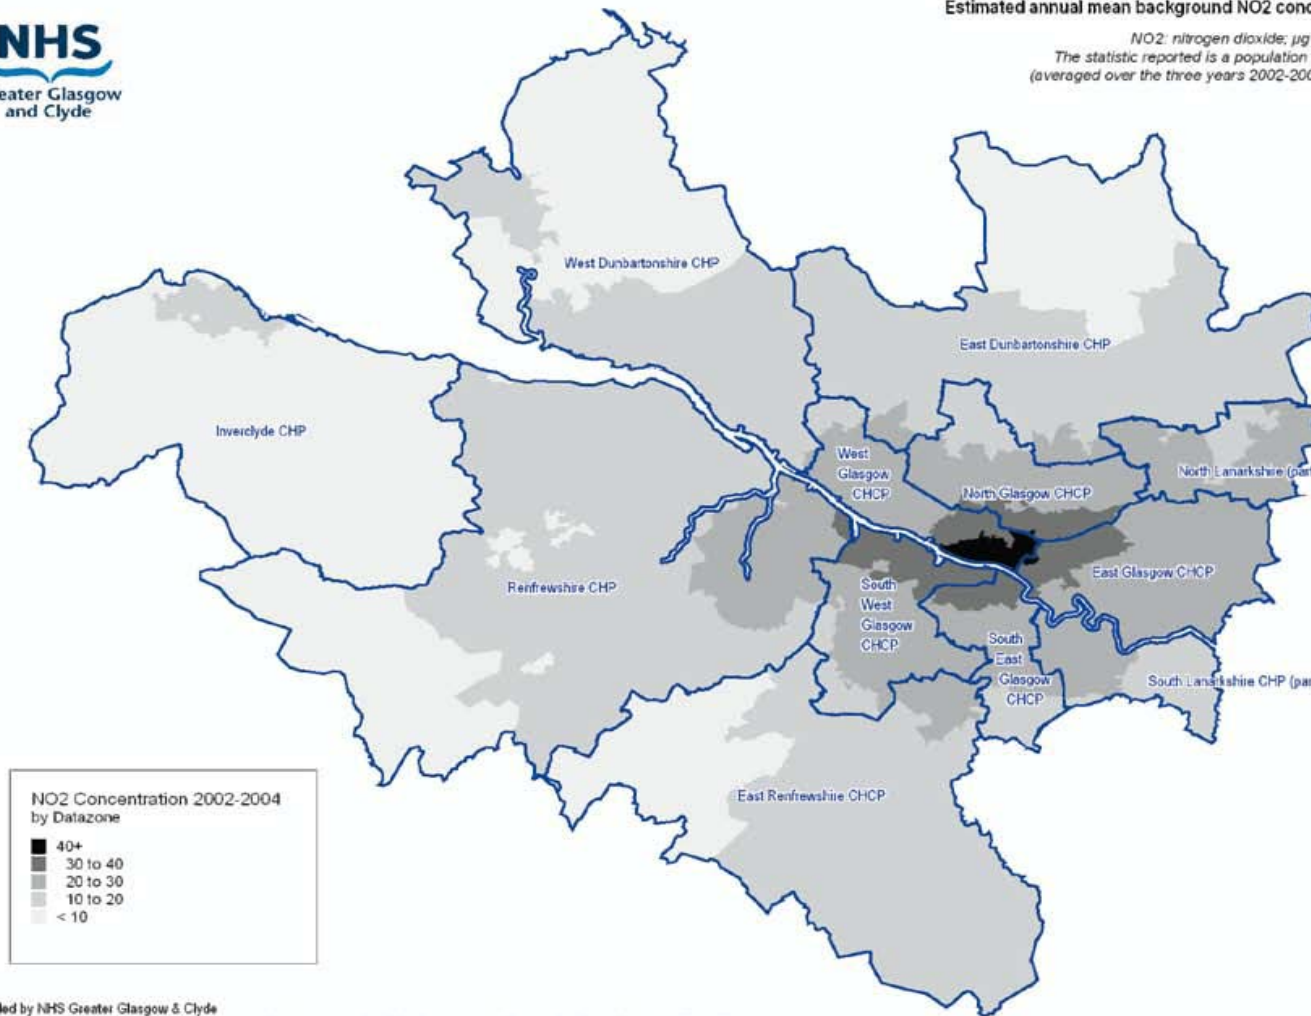 Estimated annual mean background NO2 conc
NO2: nitrogen dioxide; µg
The statistic reported is a population
(averaged over the three years 2002-200
NHS
eater Glasgow
and Clyde
West Dunbartonshire CHP
East Dunbartonshire CHP
Inverclyde CHP
West
Glasgow
CHCP
North Lanarkshire (par
North Glasgow CHCP
Renfrewshire CHP
East Glasgow CHCP
South
West
Glasgow
CHCP
South
East
Glasgow
CHCP
South Lanarkshire CHP (par
East Renfrewshire CHCP
NO2 Concentration 2002-2004
by Datazone
40+
30 to 40
20 to 30
10 to 20
< 10
ded by NHS Greater Glasgow & Clyde